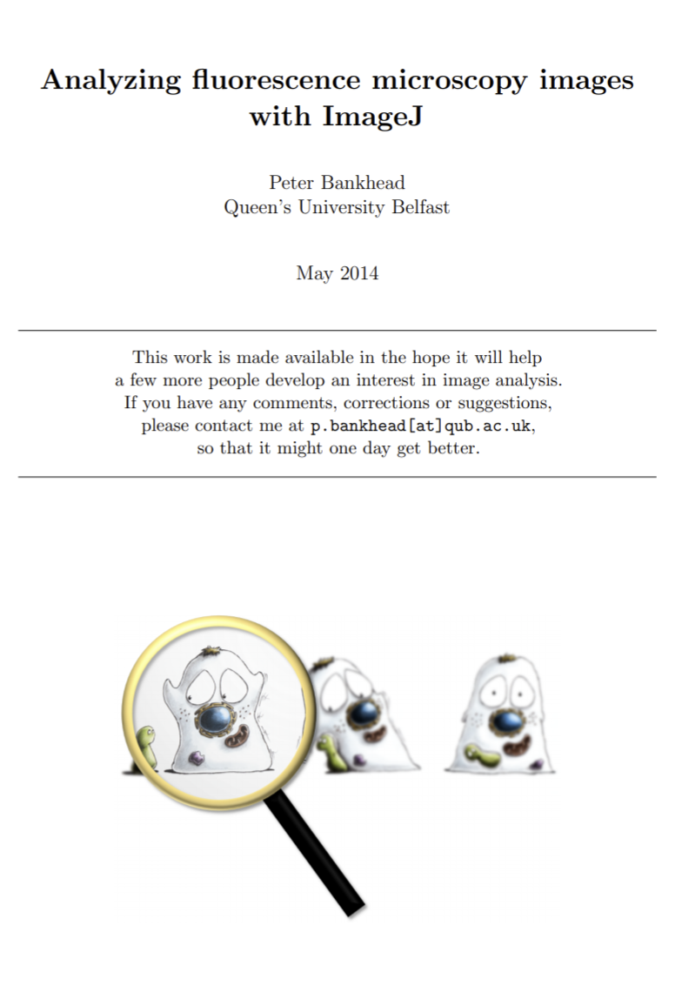 Analyzing fluorescence microscopy images
with ImageJ
Peter Bankhead
Queen's University Belfast
May 2014
This work is made available in the hope it will help
a few more people develop an interest in image analysis.
If you have any comments, corrections or suggestions,
please contact me at p.bankhead[at]qub.ac.uk,
so that it might one day get better.